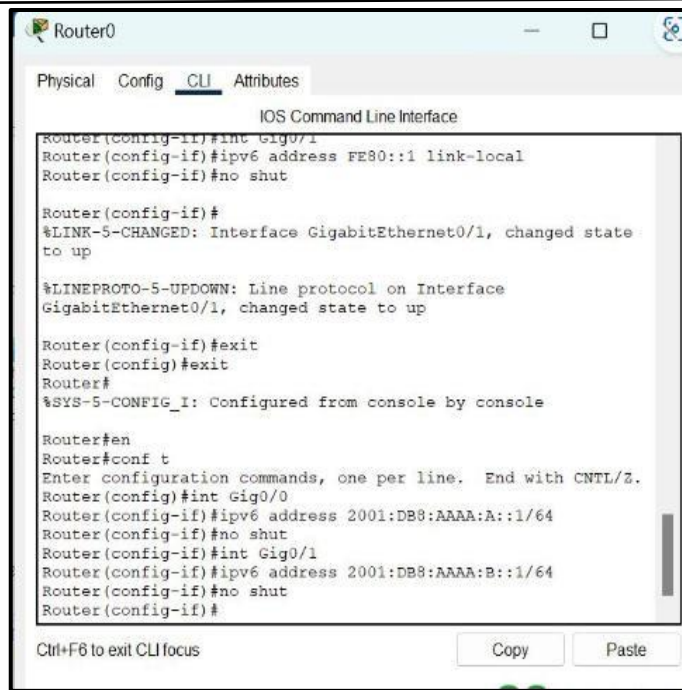 Router0
Physical Config CLI Attributes
IOS Command Line Interface
Router(config-if)#int Gig0/1
Router(config-if)#ipv6 address FE80::1 link-local
Router(config-if)#no shut
Router(config-if)#
%LINK-5-CHANGED: Interface GigabitEthernet0/1, changed state
to up
%LINEPROTO-5-UPDOWN: Line protocol on Interface
GigabitEthernet0/1, changed state to up
Router(config-if)#exit
Router(config)#exit
Router#
%SYS-5-CONFIG_I: Configured from console by console
Router#en
Router#conf t
Enter configuration commands, one per line. End with CNTL/Z.
Router(config)#int Gig0/0
Router(config-if)#ipv6 address 2001:DB8:AAAA:A::1/64
Router(config-if)#no shut
Router(config-if)#int Gig0/1
Router(config-if)#ipv6 address 2001:DB8:AAAA:B::1/64
Router(config-if)#no shut
Router(config-if)#
Ctrl+F6 to exit CLI focus
Copy Paste